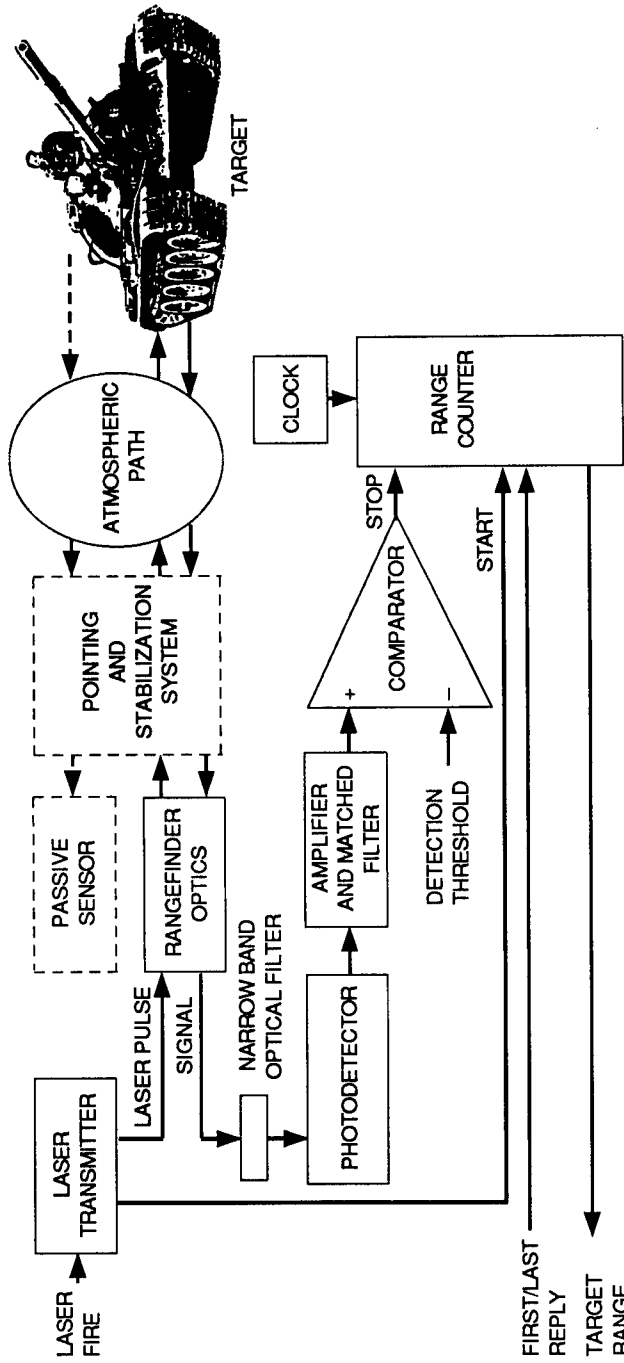 LASER
FIRE
LASER
TRANSMITTER
LASER PULSE
SIGNAL
PASSIVE
SENSOR
RANGEFINDER
OPTICS
POINTING
AND
STABILIZATION
SYSTEM
ATMOSPHERIC
PATH
TARGET
NARROW BAND
OPTICAL FILTER
PHOTODETECTOR
AMPLIFIER
AND MATCHED
FILTER
DETECTION
THRESHOLD
+
−
COMPARATOR
STOP
CLOCK
START
RANGE
COUNTER
FIRST/LAST
REPLY
TARGET
RANGE